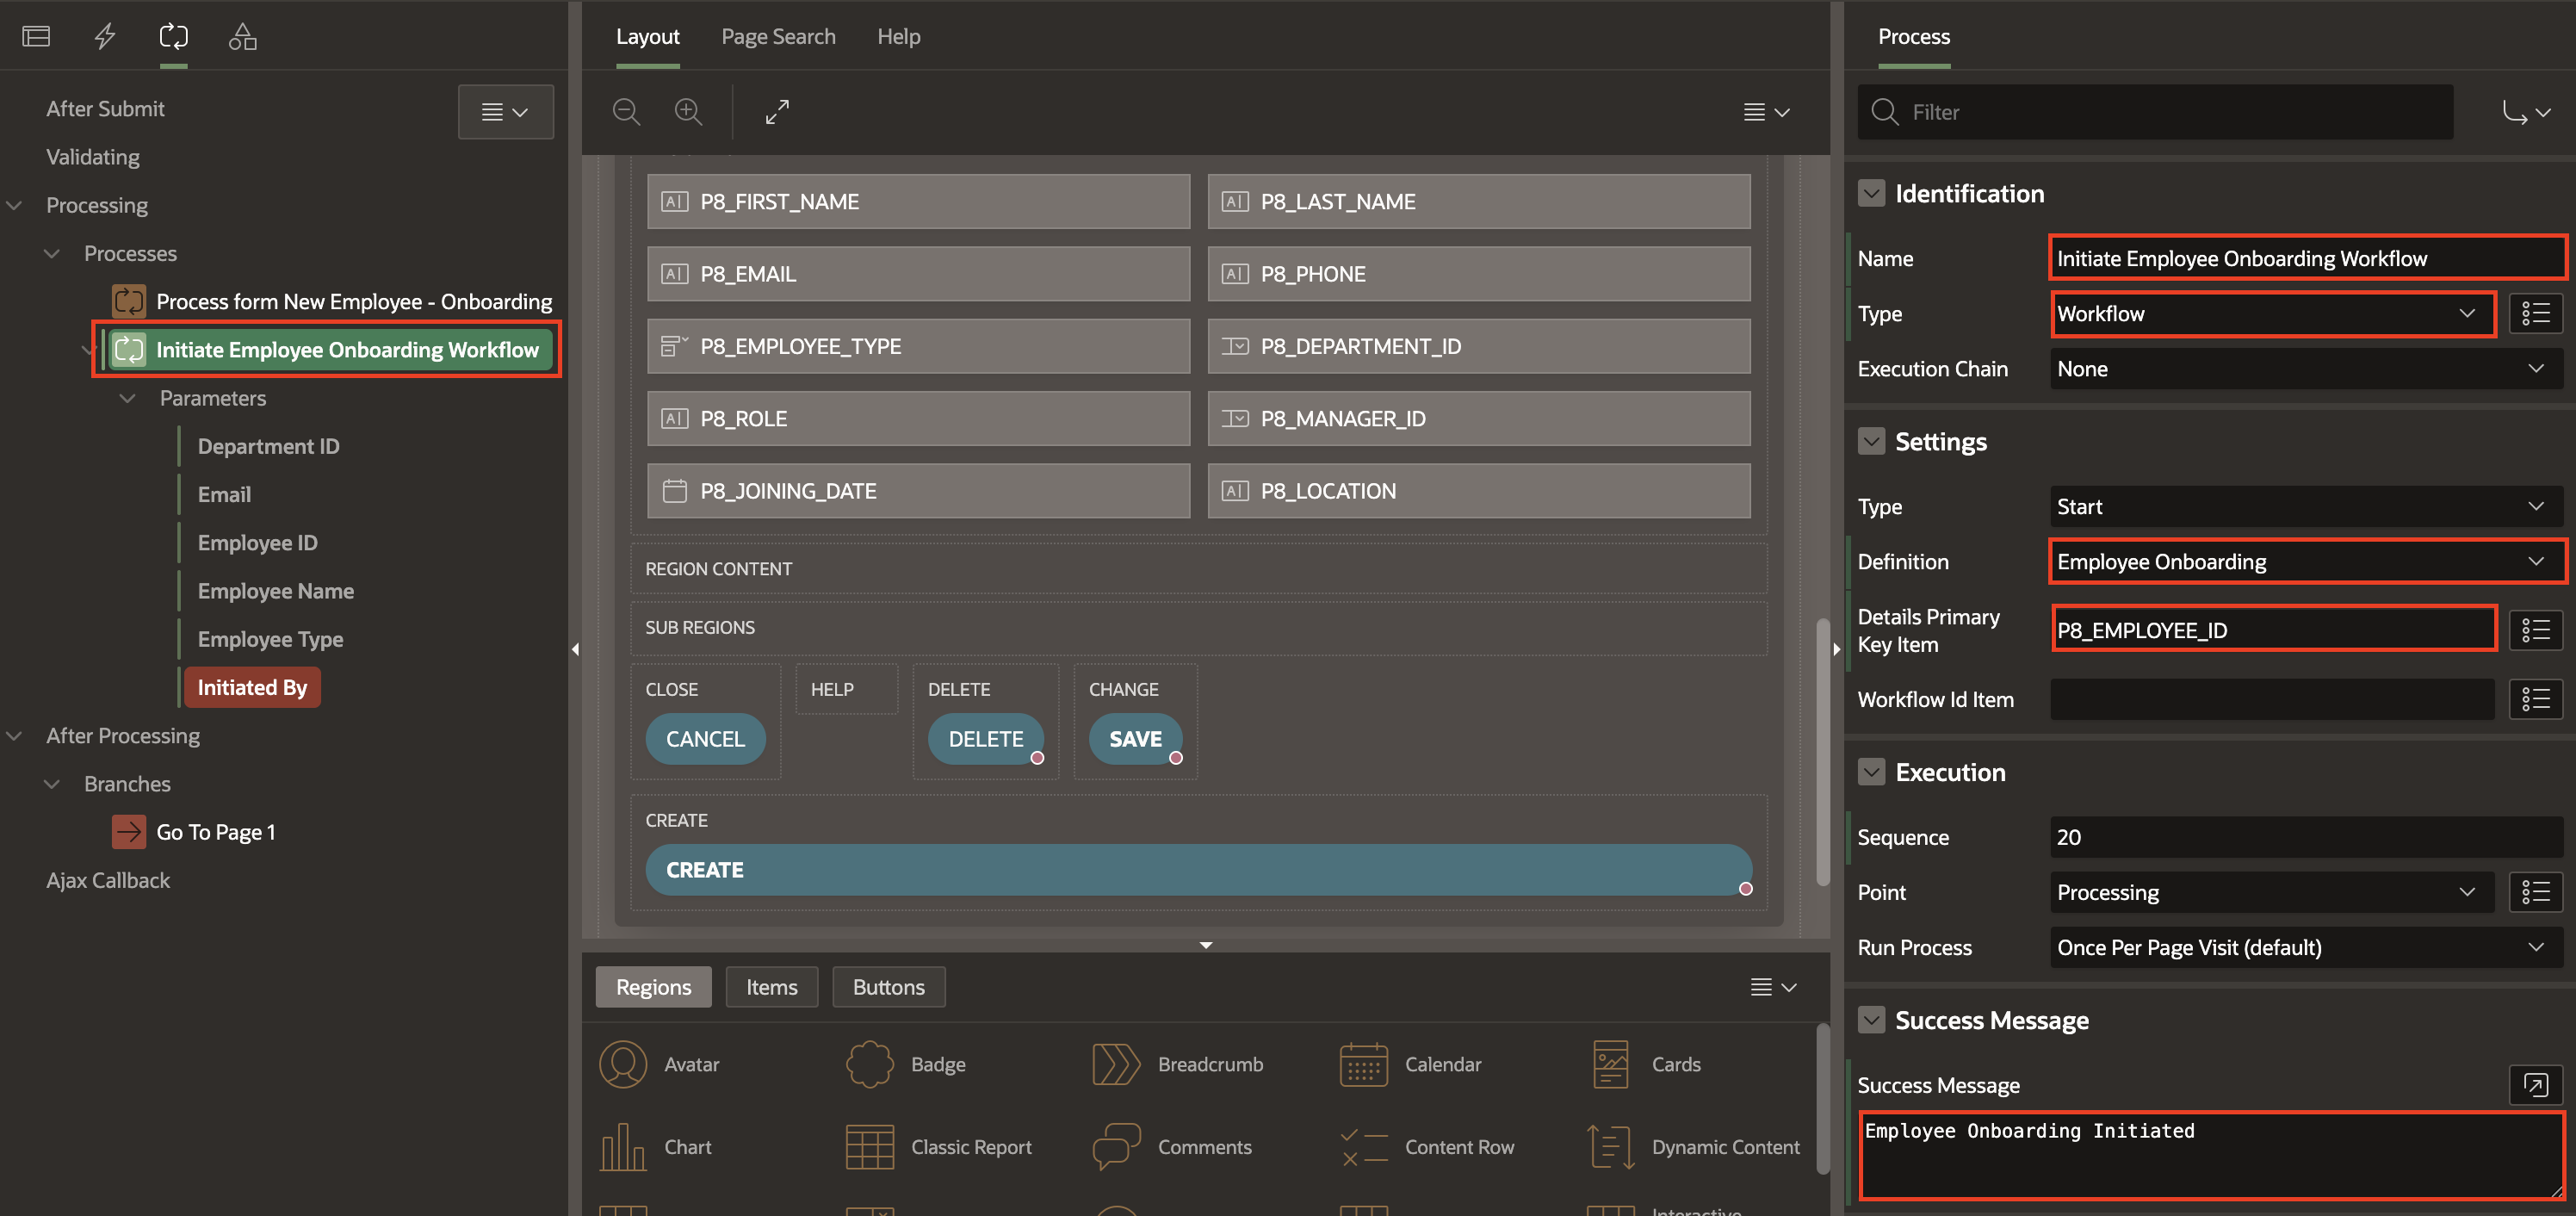 After Submit
Validating
Processing
Processes
Process form New Employee - Onboarding
Initiate Employee Onboarding Workflow
Parameters
Department ID
Email
Employee ID
Employee Name
Employee Type
Initiated By
After Processing
Branches
Go To Page 1
Ajax Callback
Layout
Page Search
Help
P8_FIRST_NAME
P8_LAST_NAME
P8_EMAIL
P8_PHONE
P8_EMPLOYEE_TYPE
P8_DEPARTMENT_ID
P8_ROLE
P8_MANAGER_ID
P8_JOINING_DATE
P8_LOCATION
REGION CONTENT
SUB REGIONS
CLOSE
HELP
DELETE
CHANGE
CANCEL
DELETE
SAVE
CREATE
CREATE
Regions
Items
Buttons
Avatar
Badge
Breadcrumb
Calendar
Cards
Chart
Classic Report
Comments
Content Row
Dynamic Content
Interactive
Process
Filter
Identification
Name
Initiate Employee Onboarding Workflow
Type
Workflow
Execution Chain
None
Settings
Type
Start
Definition
Employee Onboarding
Details Primary
Key Item
P8_EMPLOYEE_ID
Workflow Id Item
Execution
Sequence
20
Point
Processing
Run Process
Once Per Page Visit (default)
Success Message
Success Message
Employee Onboarding Initiated